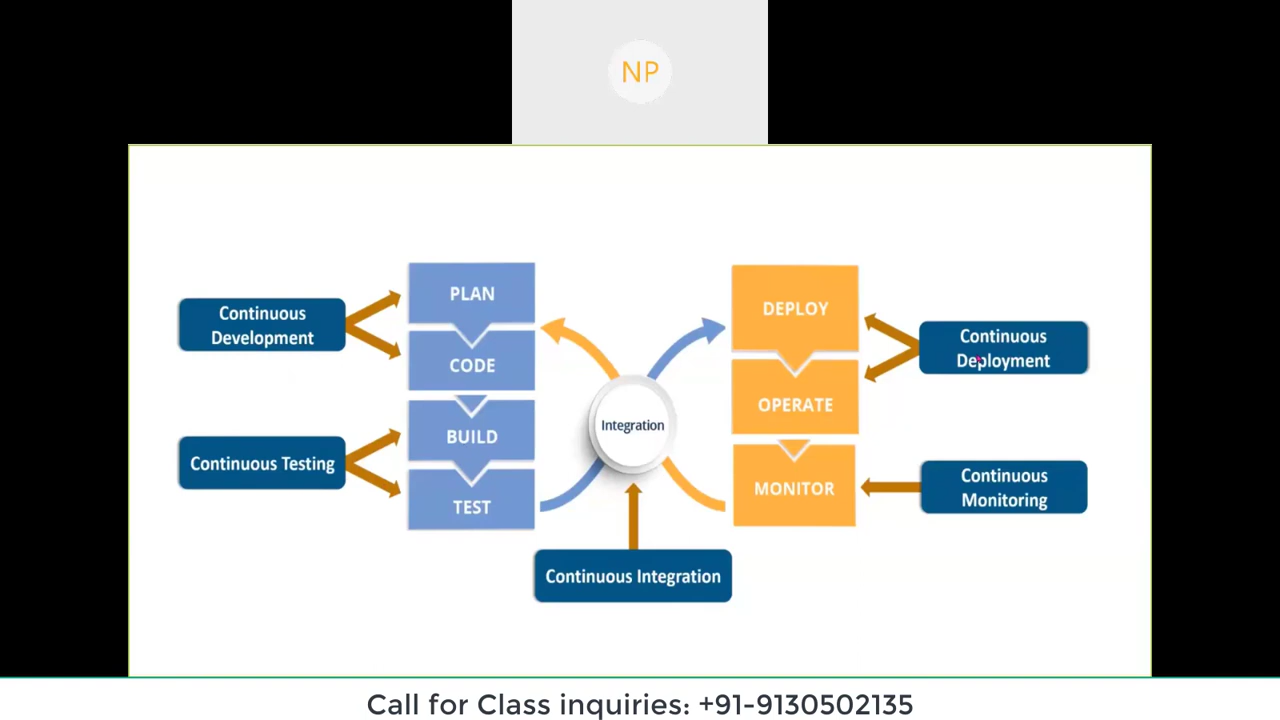 NP
Continuous
Development
Continuous Testing
PLAN
CODE
BUILD
TEST
Integration
Continuous Integration
DEPLOY
OPERATE
MONITOR
Continuous
Deployment
Continuous
Monitoring
Call for Class inquiries: +91-9130502135